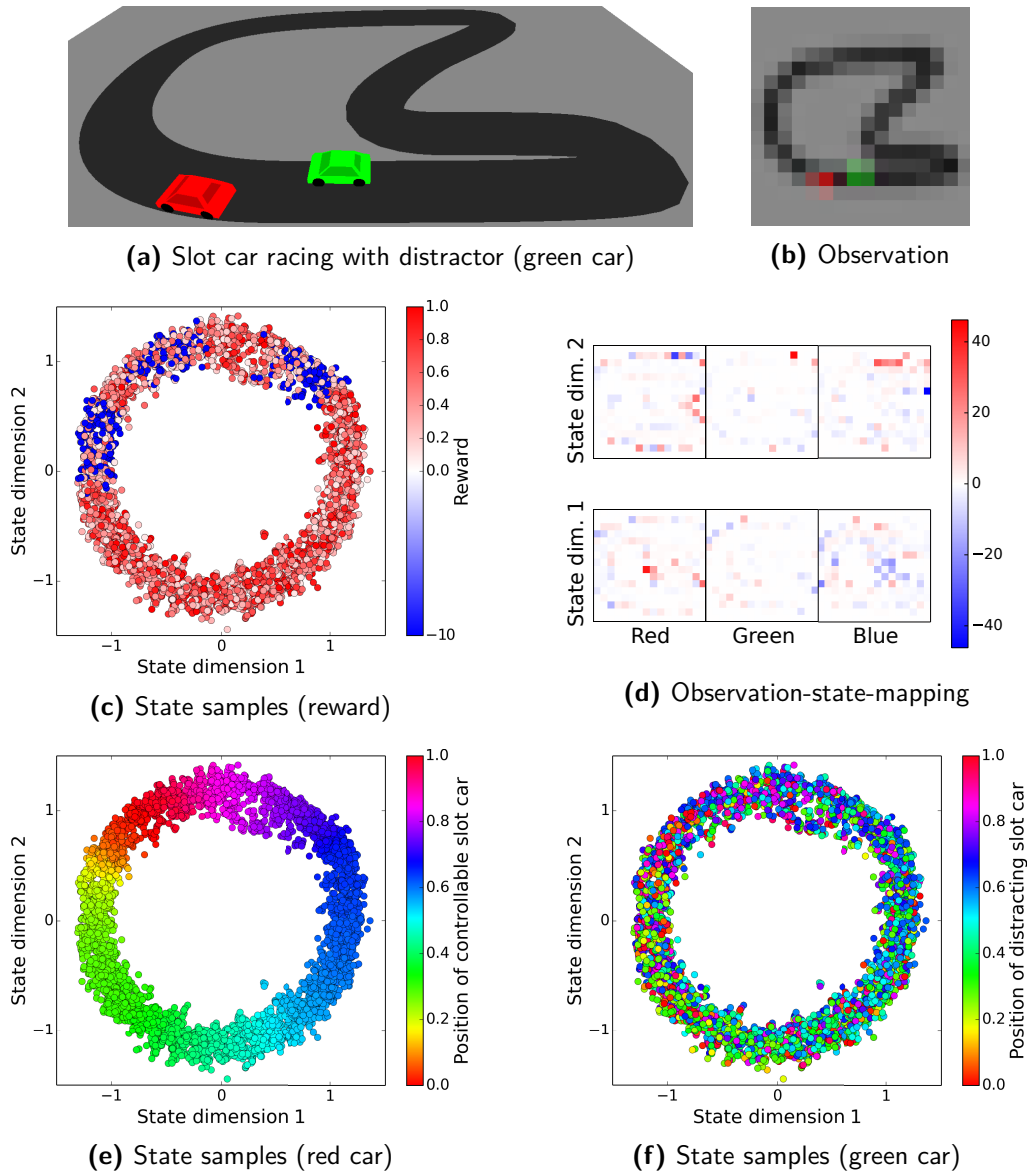 (a) Slot car racing with distractor (green car)
(b) Observation
1
0
−1
−1
0
1
State dimension 2
State dimension 1
1.0
0.8
0.6
0.4
0.2
0.0
−10
Reward
(c) State samples (reward)
State dim. 2
State dim. 1
Red
Green
Blue
40
20
0
−20
−40
(d) Observation-state-mapping
1
0
−1
−1
0
1
State dimension 2
State dimension 1
1.0
0.8
0.6
0.4
0.2
0.0
Position of controllable slot car
(e) State samples (red car)
1
0
−1
−1
0
1
State dimension 2
State dimension 1
1.0
0.8
0.6
0.4
0.2
0.0
Position of distracting slot car
(f) State samples (green car)